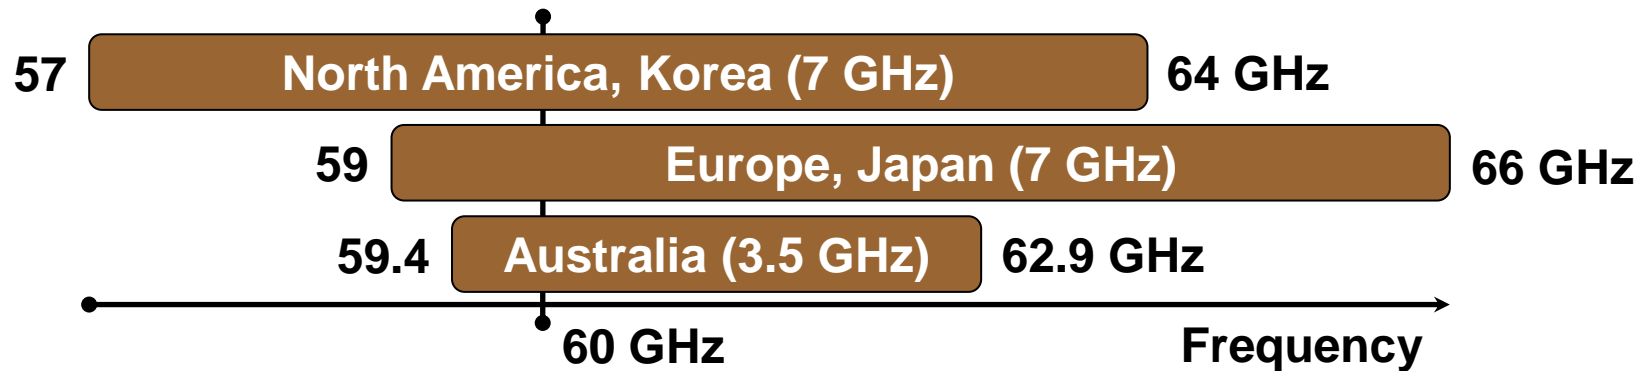 57 North America, Korea (7 GHz) 64 GHz
59 Europe, Japan (7 GHz) 66 GHz
59.4 Australia (3.5 GHz) 62.9 GHz
60 GHz Frequency